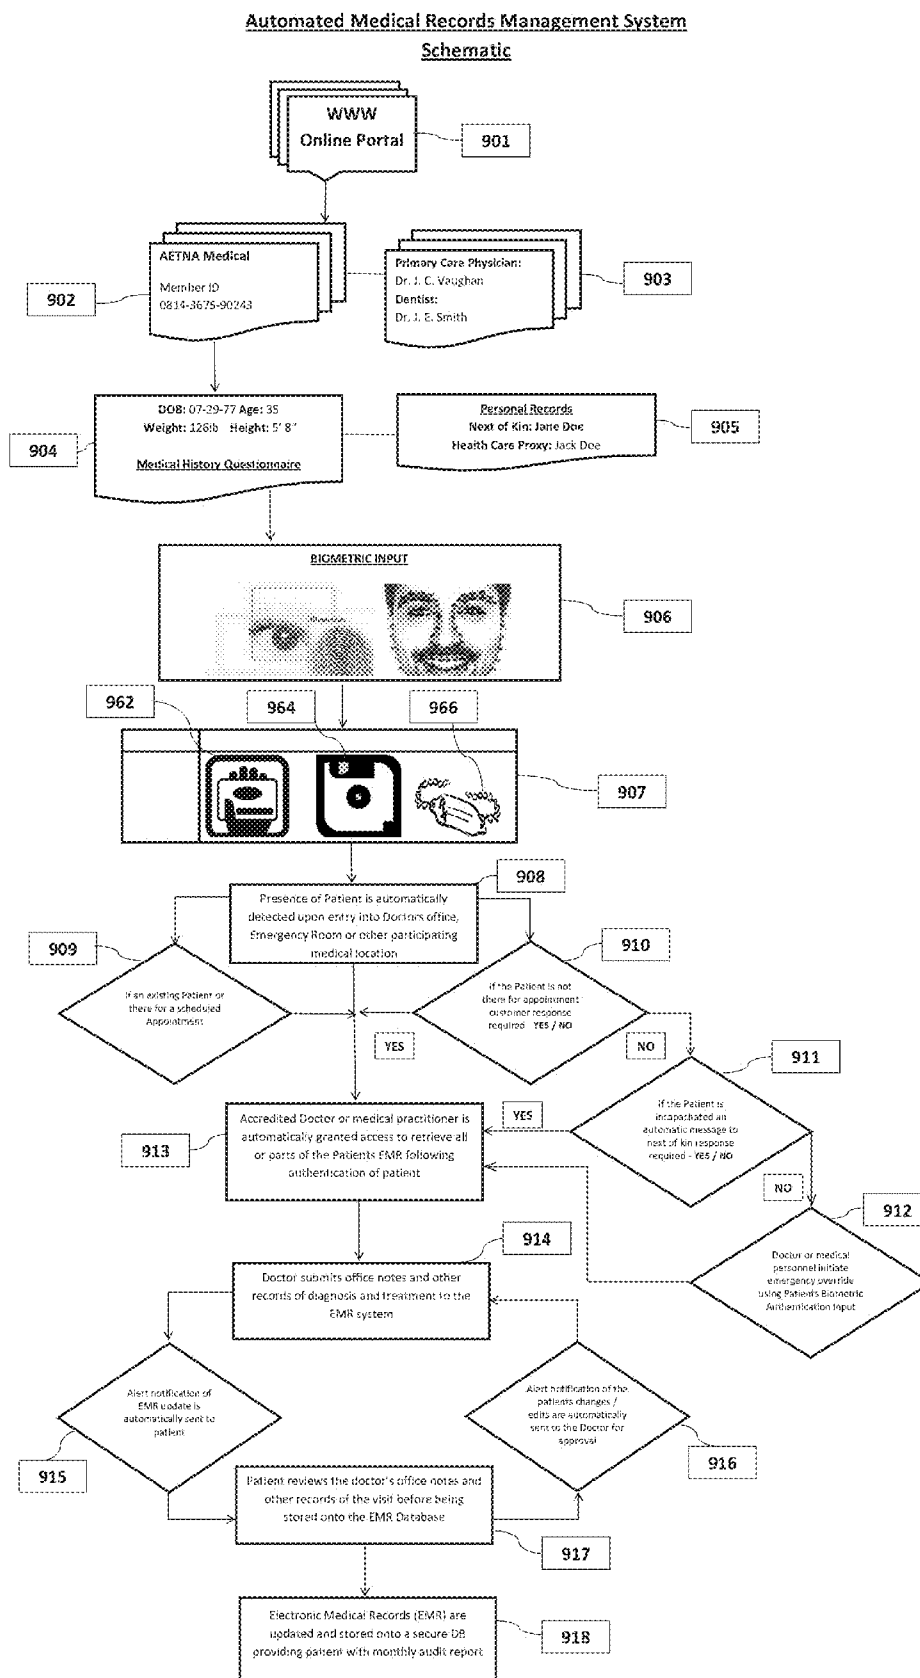 Automated Medical Records Management System
Schematic
WWW
Online Portal
901
AETNA Medical
Member ID
0814-3675-90243
902
Primary Care Physician:
Dr. J. C. Vaughan
Dentist:
Dr. J. E. Smith
903
DOB: 07-29-77 Age: 35
Weight: 126lb Height: 5' 8"
Medical History Questionnaire
904
Personal Records
Next of Kin: Jane Doe
Health Care Proxy: Jack Doe
905
BIOMETRIC INPUT
906
962
964
966
907
908
Presence of Patient is automatically
detected upon entry into Doctors office,
Emergency Room or other participating
medical location
909
If an existing Patient or
there for a scheduled
Appointment
910
if the Patient is not
there for appointment
customer response
required - YES / NO
YES
NO
911
if the Patient is
incapacitated an
automatic message to
next of kin response
required - YES / NO
YES
NO
912
Doctor or medical
personnel initiate
emergency override
using Patients Biometric
Authentication Input
913
Accredited Doctor or medical practitioner is
automatically granted access to retrieve all
or parts of the Patients EMR following
authentication of patient
914
Doctor submits office notes and other
records of diagnosis and treatment to the
EMR system
Alert notification of
EMR update is
automatically sent to
patient
915
Alert notification of the
patients changes /
edits are automatically
sent to the Doctor for
approval
916
Patient reviews the doctor's office notes and
other records of the visit before being
stored onto the EMR Database
917
Electronic Medical Records (EMR) are
updated and stored onto a secure DB
providing patient with monthly audit report
918